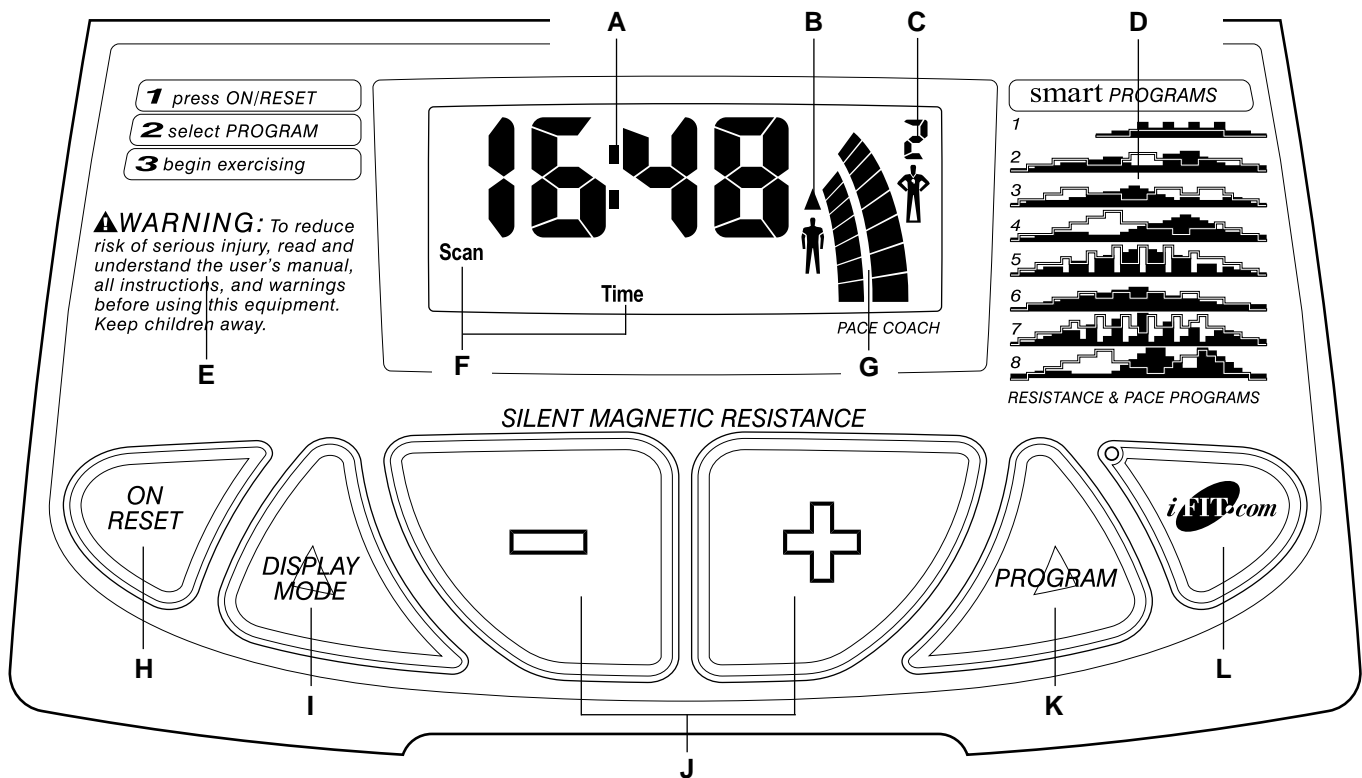 A
B
C
D
1 press ON/RESET
2 select PROGRAM
3 begin exercising
WARNING: To reduce
risk of serious injury, read and
understand the user's manual,
all instructions, and warnings
before using this equipment.
Keep children away.
E
16:48
2
Scan
Time
PACE COACH
F
G
smart PROGRAMS
1
2
3
4
5
6
7
8
RESISTANCE & PACE PROGRAMS
SILENT MAGNETIC RESISTANCE
ON
RESET
DISPLAY
MODE
PROGRAM
iFIT.com
H
I
J
K
L